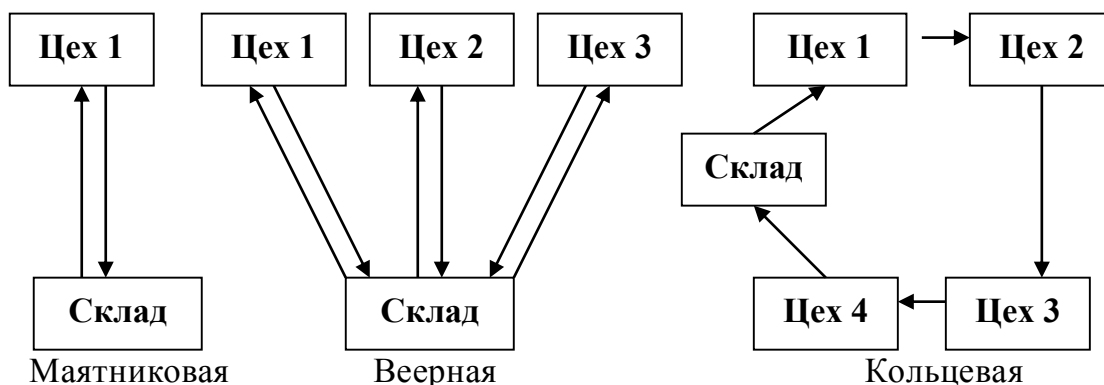 Цех 1
Цех 1
Цех 2
Цех 3
Цех 1
Цех 2
Склад
Склад
Склад
Цех 4
Цех 3
Маятниковая
Веерная
Кольцевая